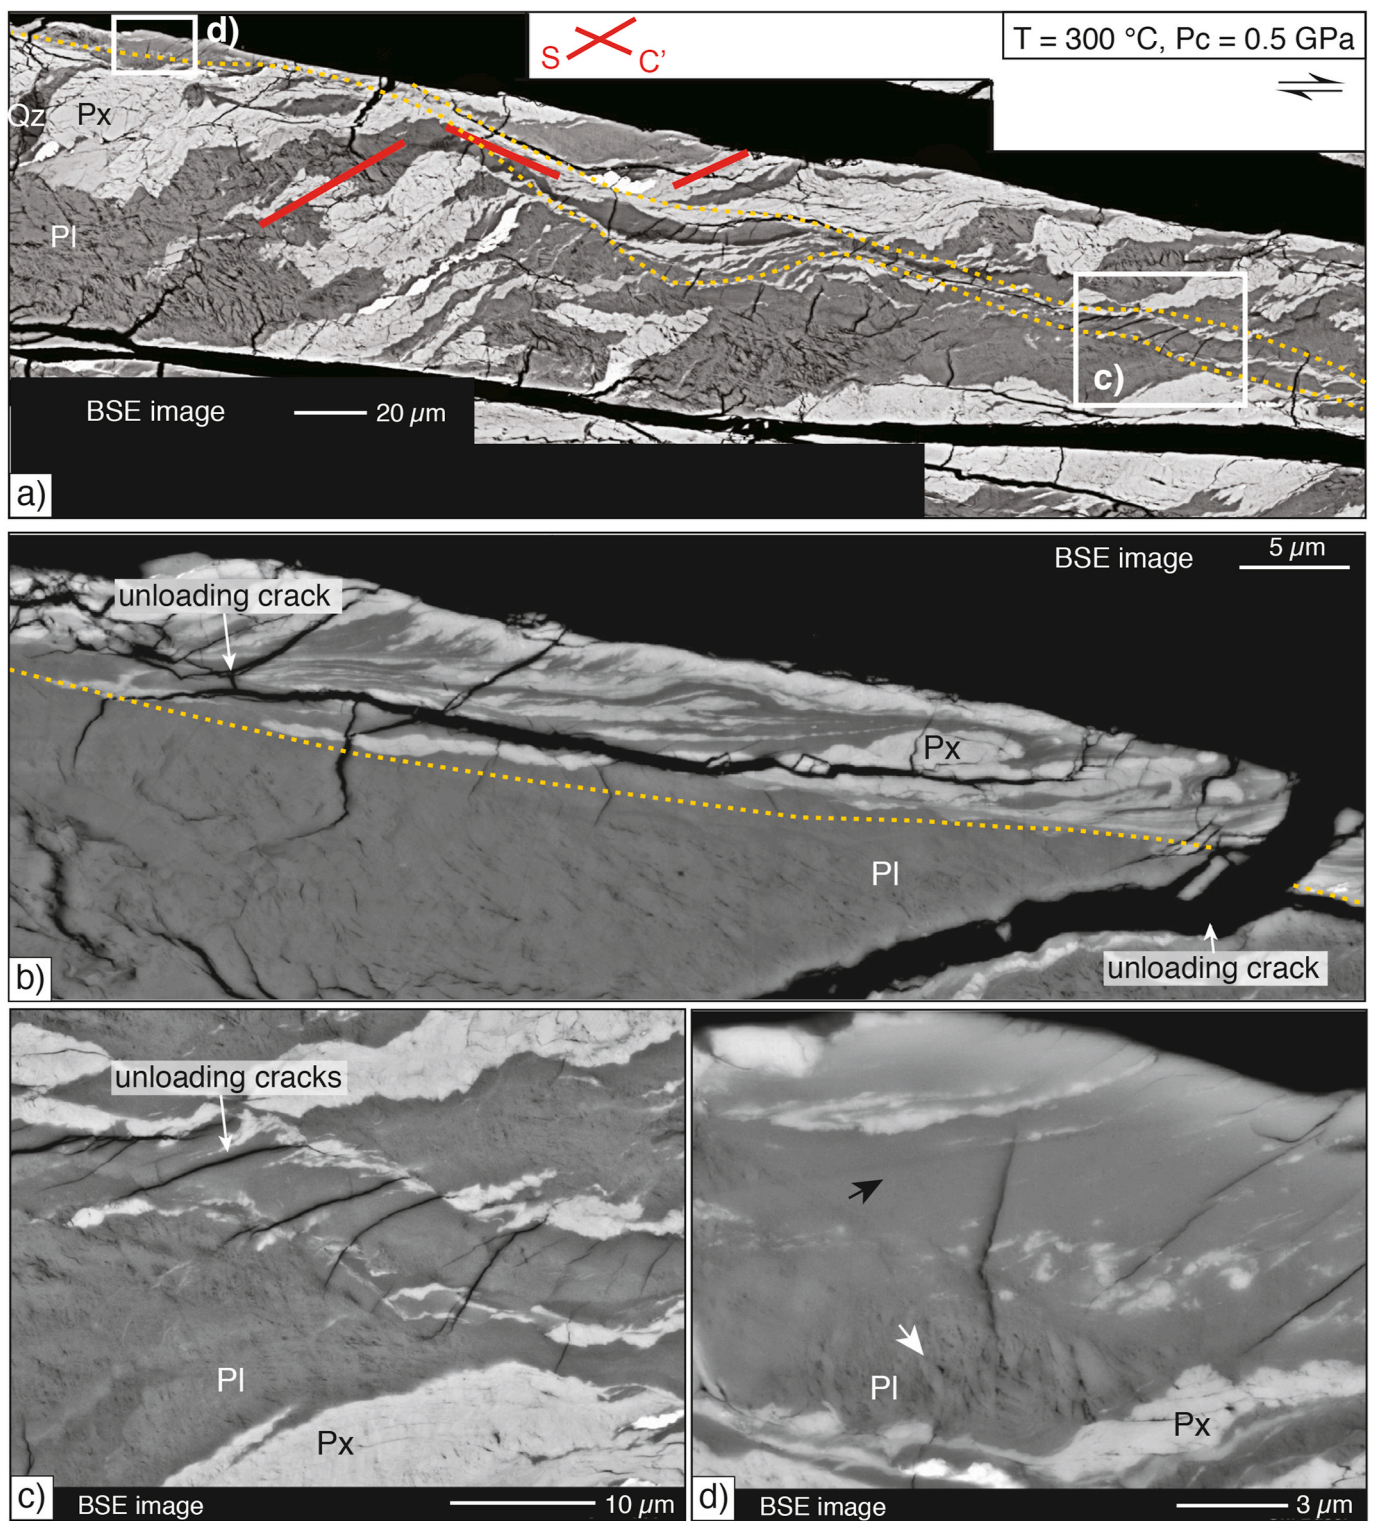 d)
S
C'
T = 300 °C, Pc = 0.5 GPa
Qz
Px
Pl
c)
BSE image
20 µm
a)
BSE image
5 µm
unloading crack
Px
Pl
unloading crack
b)
unloading cracks
Pl
Px
c)
BSE image
10 µm
Pl
Px
d)
BSE image
3 µm